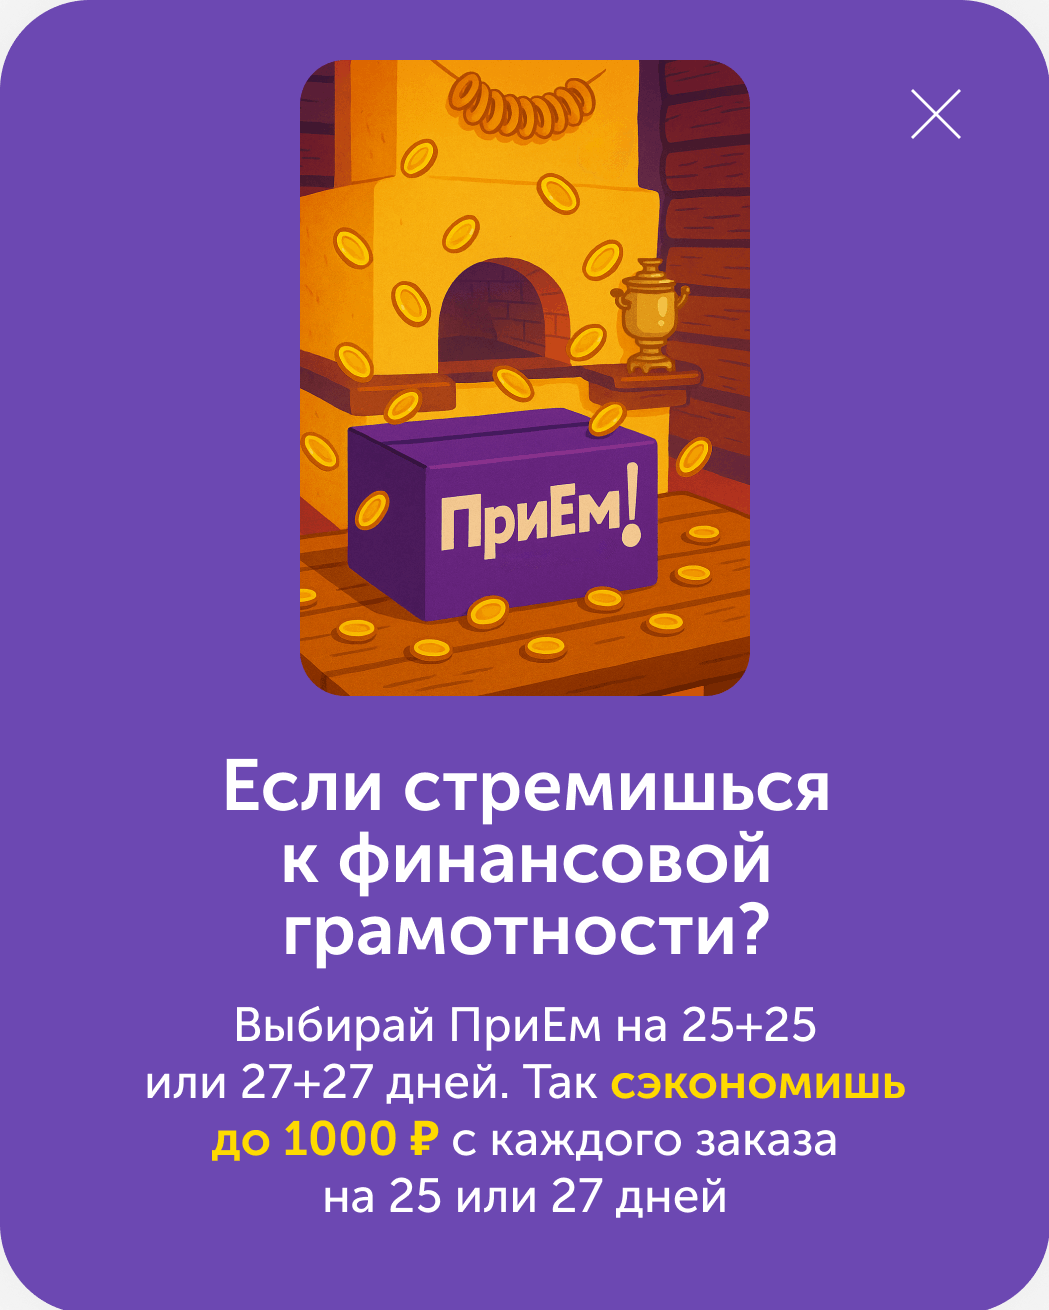 ПриЕм!
Если стремишься
к финансовой
грамотности?
Выбирай ПриЕм на 25+25
или 27+27 дней. Так сэкономишь
до 1000 ₽ с каждого заказа
на 25 или 27 дней